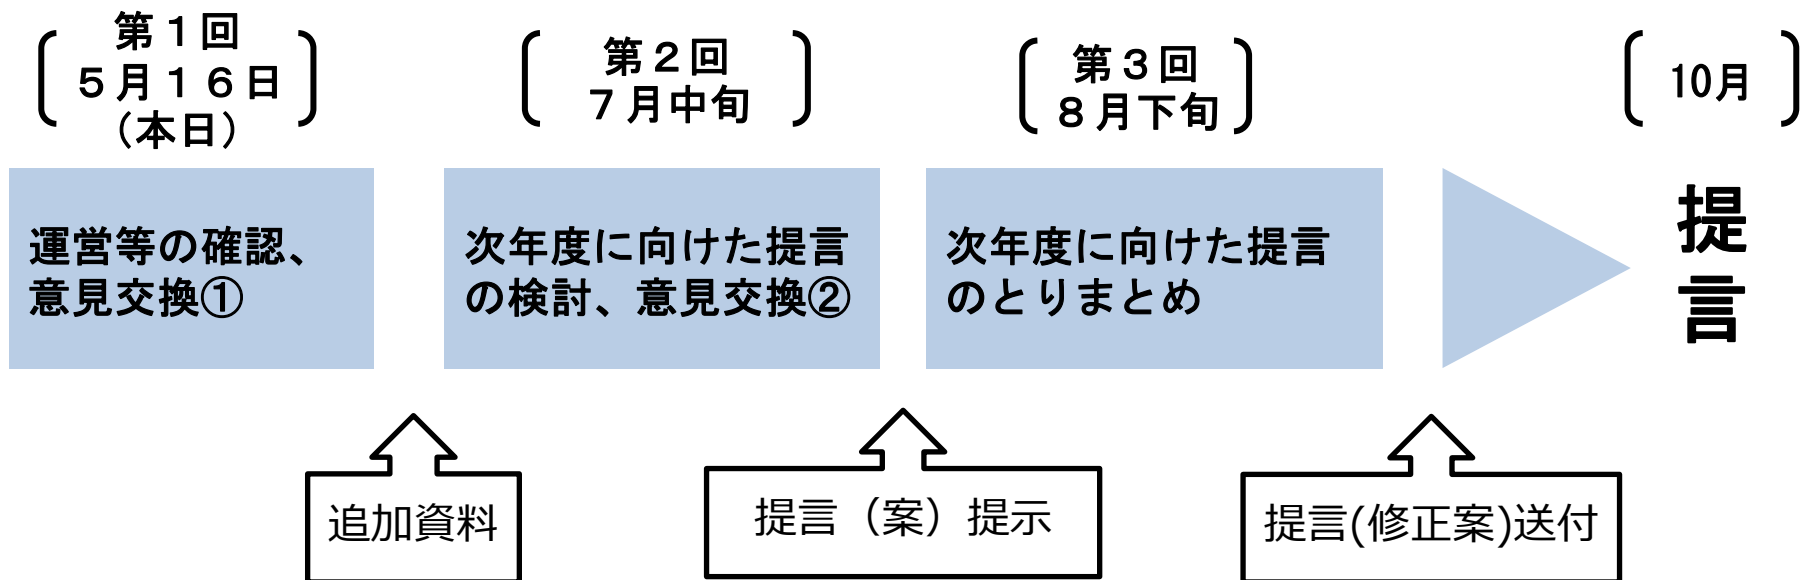 第１回
５月１６日
（本日）
第２回
７月中旬
第３回
８月下旬
10月
運営等の確認、
意見交換①
次年度に向けた提言
の検討、意見交換②
次年度に向けた提言
のとりまとめ
提言
追加資料
提言（案）提示
提言(修正案)送付